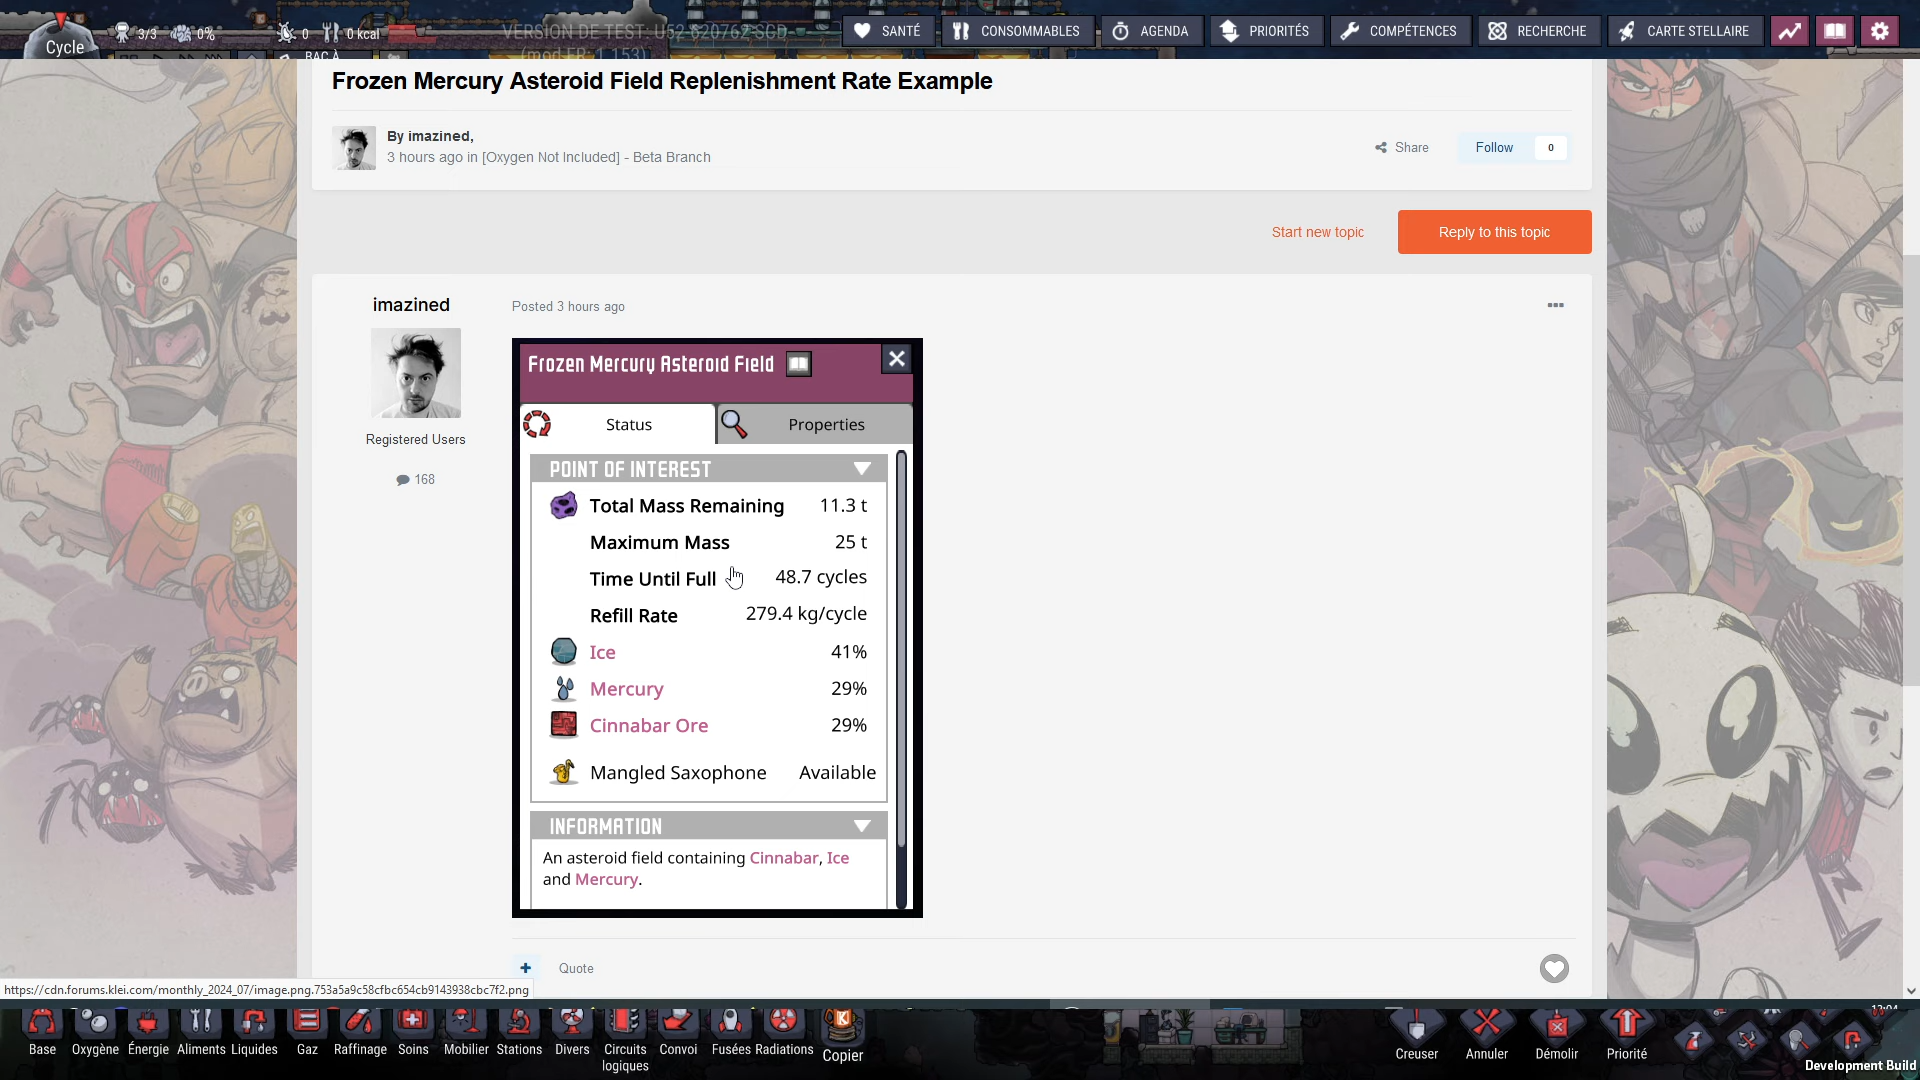 Cycle
3/3
0%
0
0 kcal
VERSION DE TEST: U52-620762-SCD
(mod FR: 1.153)
BAC À
SANTÉ
CONSOMMABLES
AGENDA
PRIORITÉS
COMPÉTENCES
RECHERCHE
CARTE STELLAIRE
Frozen Mercury Asteroid Field Replenishment Rate Example
By imazined,
3 hours ago in [Oxygen Not Included] - Beta Branch
Share
Follow
0
Start new topic
Reply to this topic
imazined
Posted 3 hours ago
Registered Users
168
Frozen Mercury Asteroid Field
Status
Properties
POINT OF INTEREST
Total Mass Remaining 11.3 t
Maximum Mass 25 t
Time Until Full 48.7 cycles
Refill Rate 279.4 kg/cycle
Ice 41%
Mercury 29%
Cinnabar Ore 29%
Mangled Saxophone Available
INFORMATION
An asteroid field containing Cinnabar, Ice
and Mercury.
+ Quote
https://cdn.forums.klei.com/monthly_2024_07/image.png.753a5a9c58cfbc654cb9143938cbc7f2.png
Base
Oxygène
Énergie
Aliments
Liquides
Gaz
Raffinage
Soins
Mobilier
Stations
Divers
Circuits
logiques
Convoi
Fusées
Radiations
Copier
Creuser
Annuler
Démolir
Priorité
Development Build